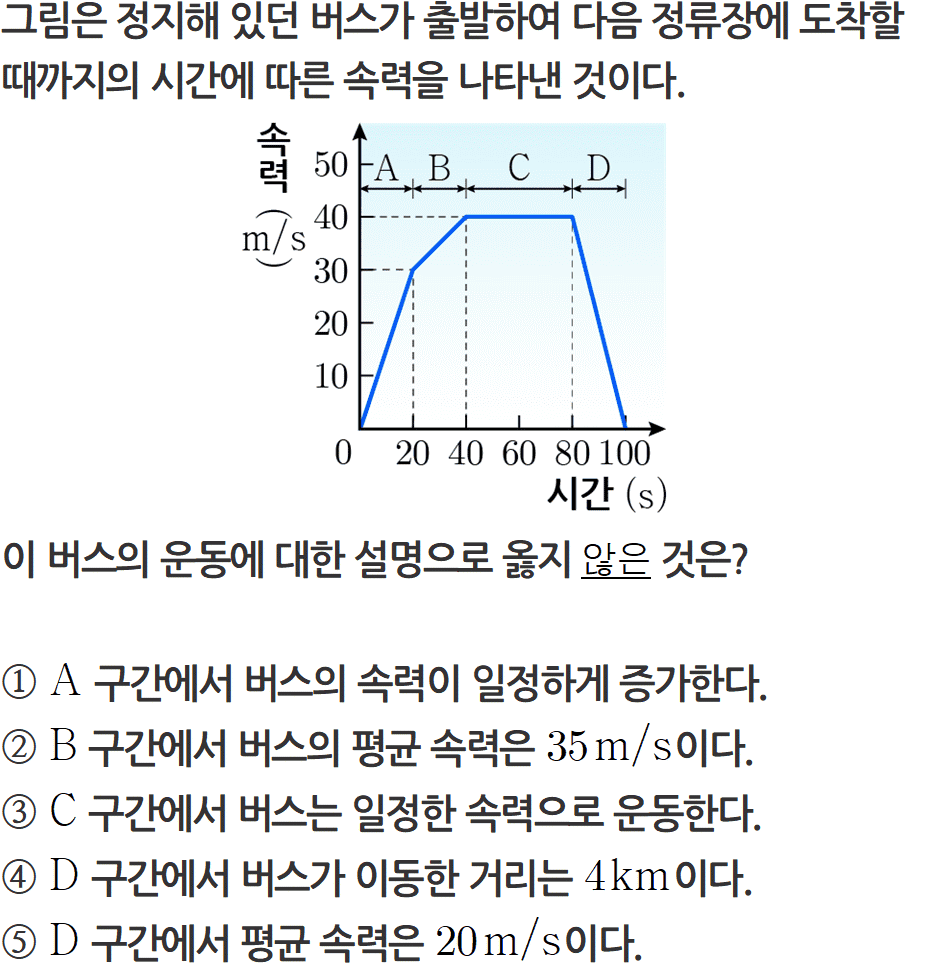 그림은 정지해 있던 버스가 출발하여 다음 정류장에 도착할
때까지의 시간에 따른 속력을 나타낸 것이다.
속력
(m/s)
50
40
30
20
10
A B C D
0 20 40 60 80 100
시간 (s)
이 버스의 운동에 대한 설명으로 옳지 않은 것은?
① A 구간에서 버스의 속력이 일정하게 증가한다.
② B 구간에서 버스의 평균 속력은 35 m/s이다.
③ C 구간에서 버스는 일정한 속력으로 운동한다.
④ D 구간에서 버스가 이동한 거리는 4 km이다.
⑤ D 구간에서 평균 속력은 20 m/s이다.